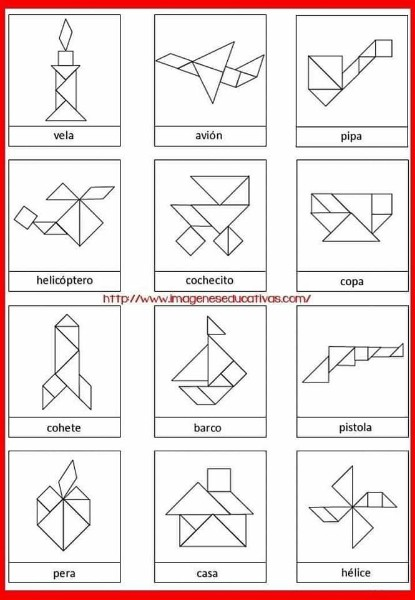 vela
avión
pipa
helicóptero
cochecito
copa
http://www.imageneseducativas.com/
cohete
barco
pistola
pera
casa
hélice